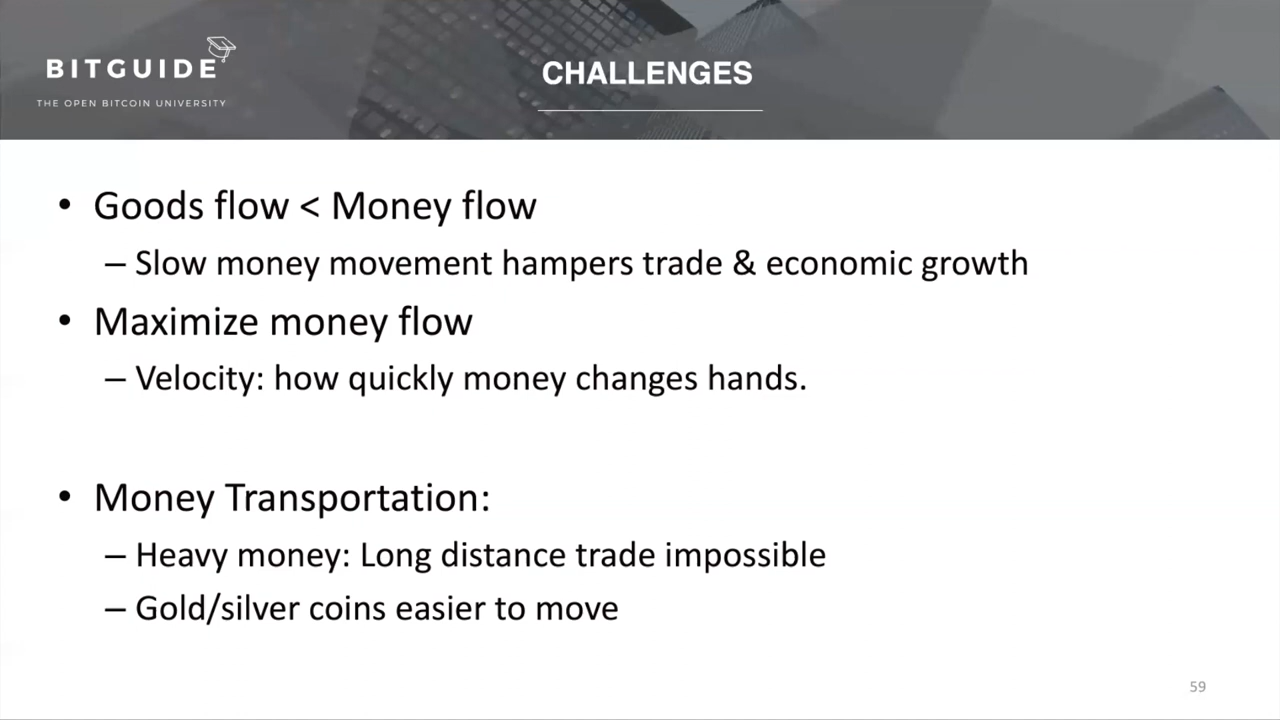 BITGUIDE
THE OPEN BITCOIN UNIVERSITY
CHALLENGES
• Goods flow < Money flow
– Slow money movement hampers trade & economic growth
• Maximize money flow
– Velocity: how quickly money changes hands.
• Money Transportation:
– Heavy money: Long distance trade impossible
– Gold/silver coins easier to move
59